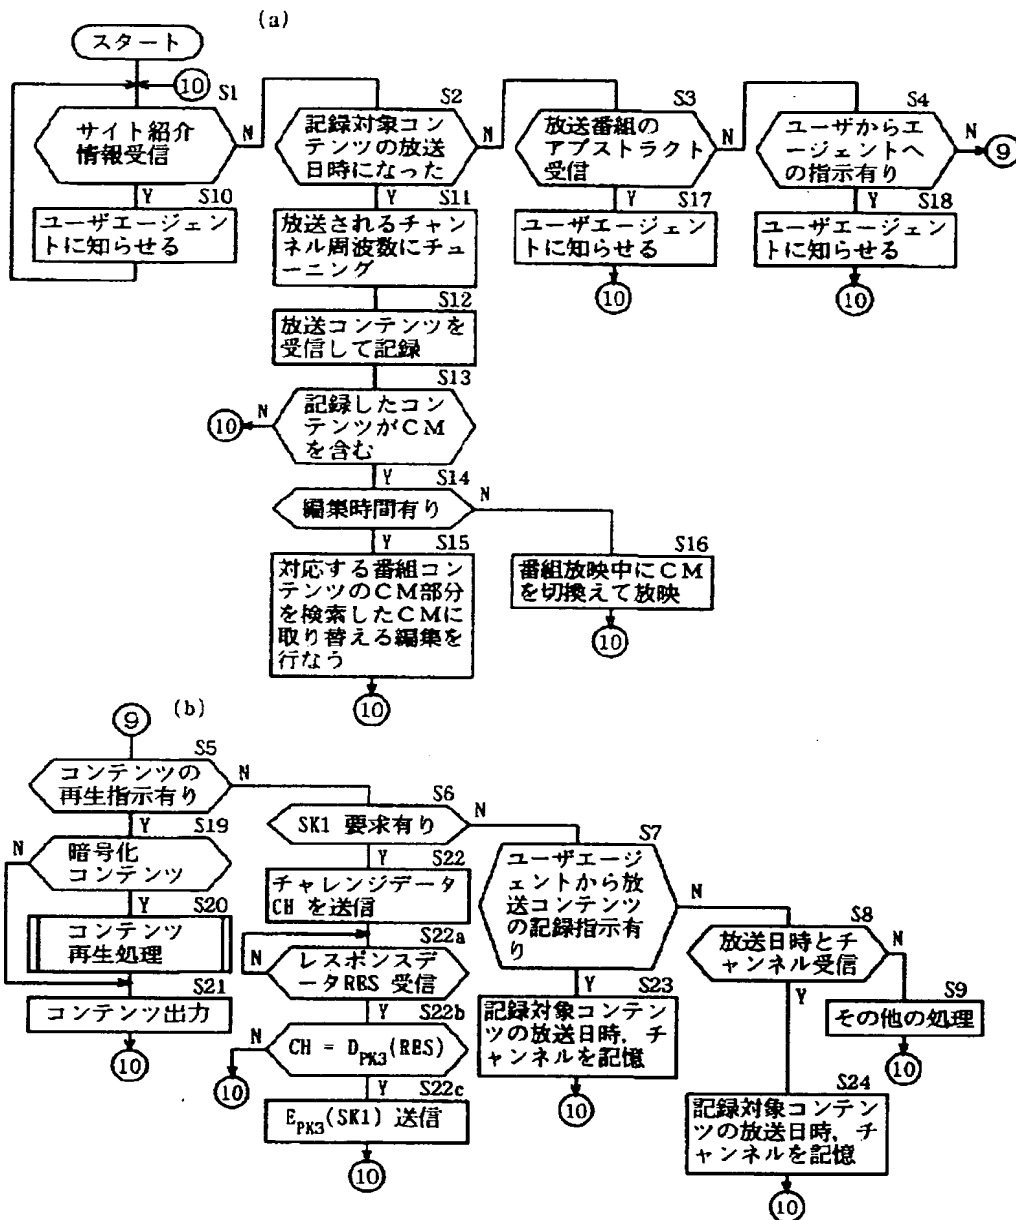 (a)
スタート
10
S1
サイト紹介
情報受信
N
Y
S10
ユーザエージェン
トに知らせる
S2
記録対象コン
テンツの放送
日時になった
N
Y
S11
放送されるチャン
ネル周波数にチュ
ーニング
S12
放送コンテンツを
受信して記録
S13
記録したコン
テンツがCM
を含む
N
10
Y
S14
編集時間有り
N
Y
S15
対応する番組コン
テンツのCM部分
を検索したCMに
取り替える編集を
行なう
10
S16
番組放映中にCM
を切換えて放映
10
S3
放送番組の
アブストラクト
受信
N
Y
S17
ユーザエージェン
トに知らせる
10
S4
ユーザからエ
ージェントへ
の指示有り
N
9
Y
S18
ユーザエージェン
トに知らせる
10
(b)
9
S5
コンテンツの
再生指示有り
N
Y
S19
暗号化
コンテンツ
N
Y
S20
コンテンツ
再生処理
S21
コンテンツ出力
10
S6
SK1 要求有り
N
Y
S22
チャレンジデータ
CH を送信
S22a
レスポンスデ
ータRES 受信
N
Y
S22b
CH = DPK3(RES)
N
10
Y
S22c
EPK3(SK1) 送信
10
S7
ユーザエージ
ェントから放
送コンテンツ
の記録指示有
り
N
Y
S23
記録対象コンテン
ツの放送日時，チ
ャンネルを記憶
10
S8
放送日時とチ
ャンネル受信
N
Y
S9
その他の処理
10
S24
記録対象コンテン
ツの放送日時，チ
ャンネルを記憶
10